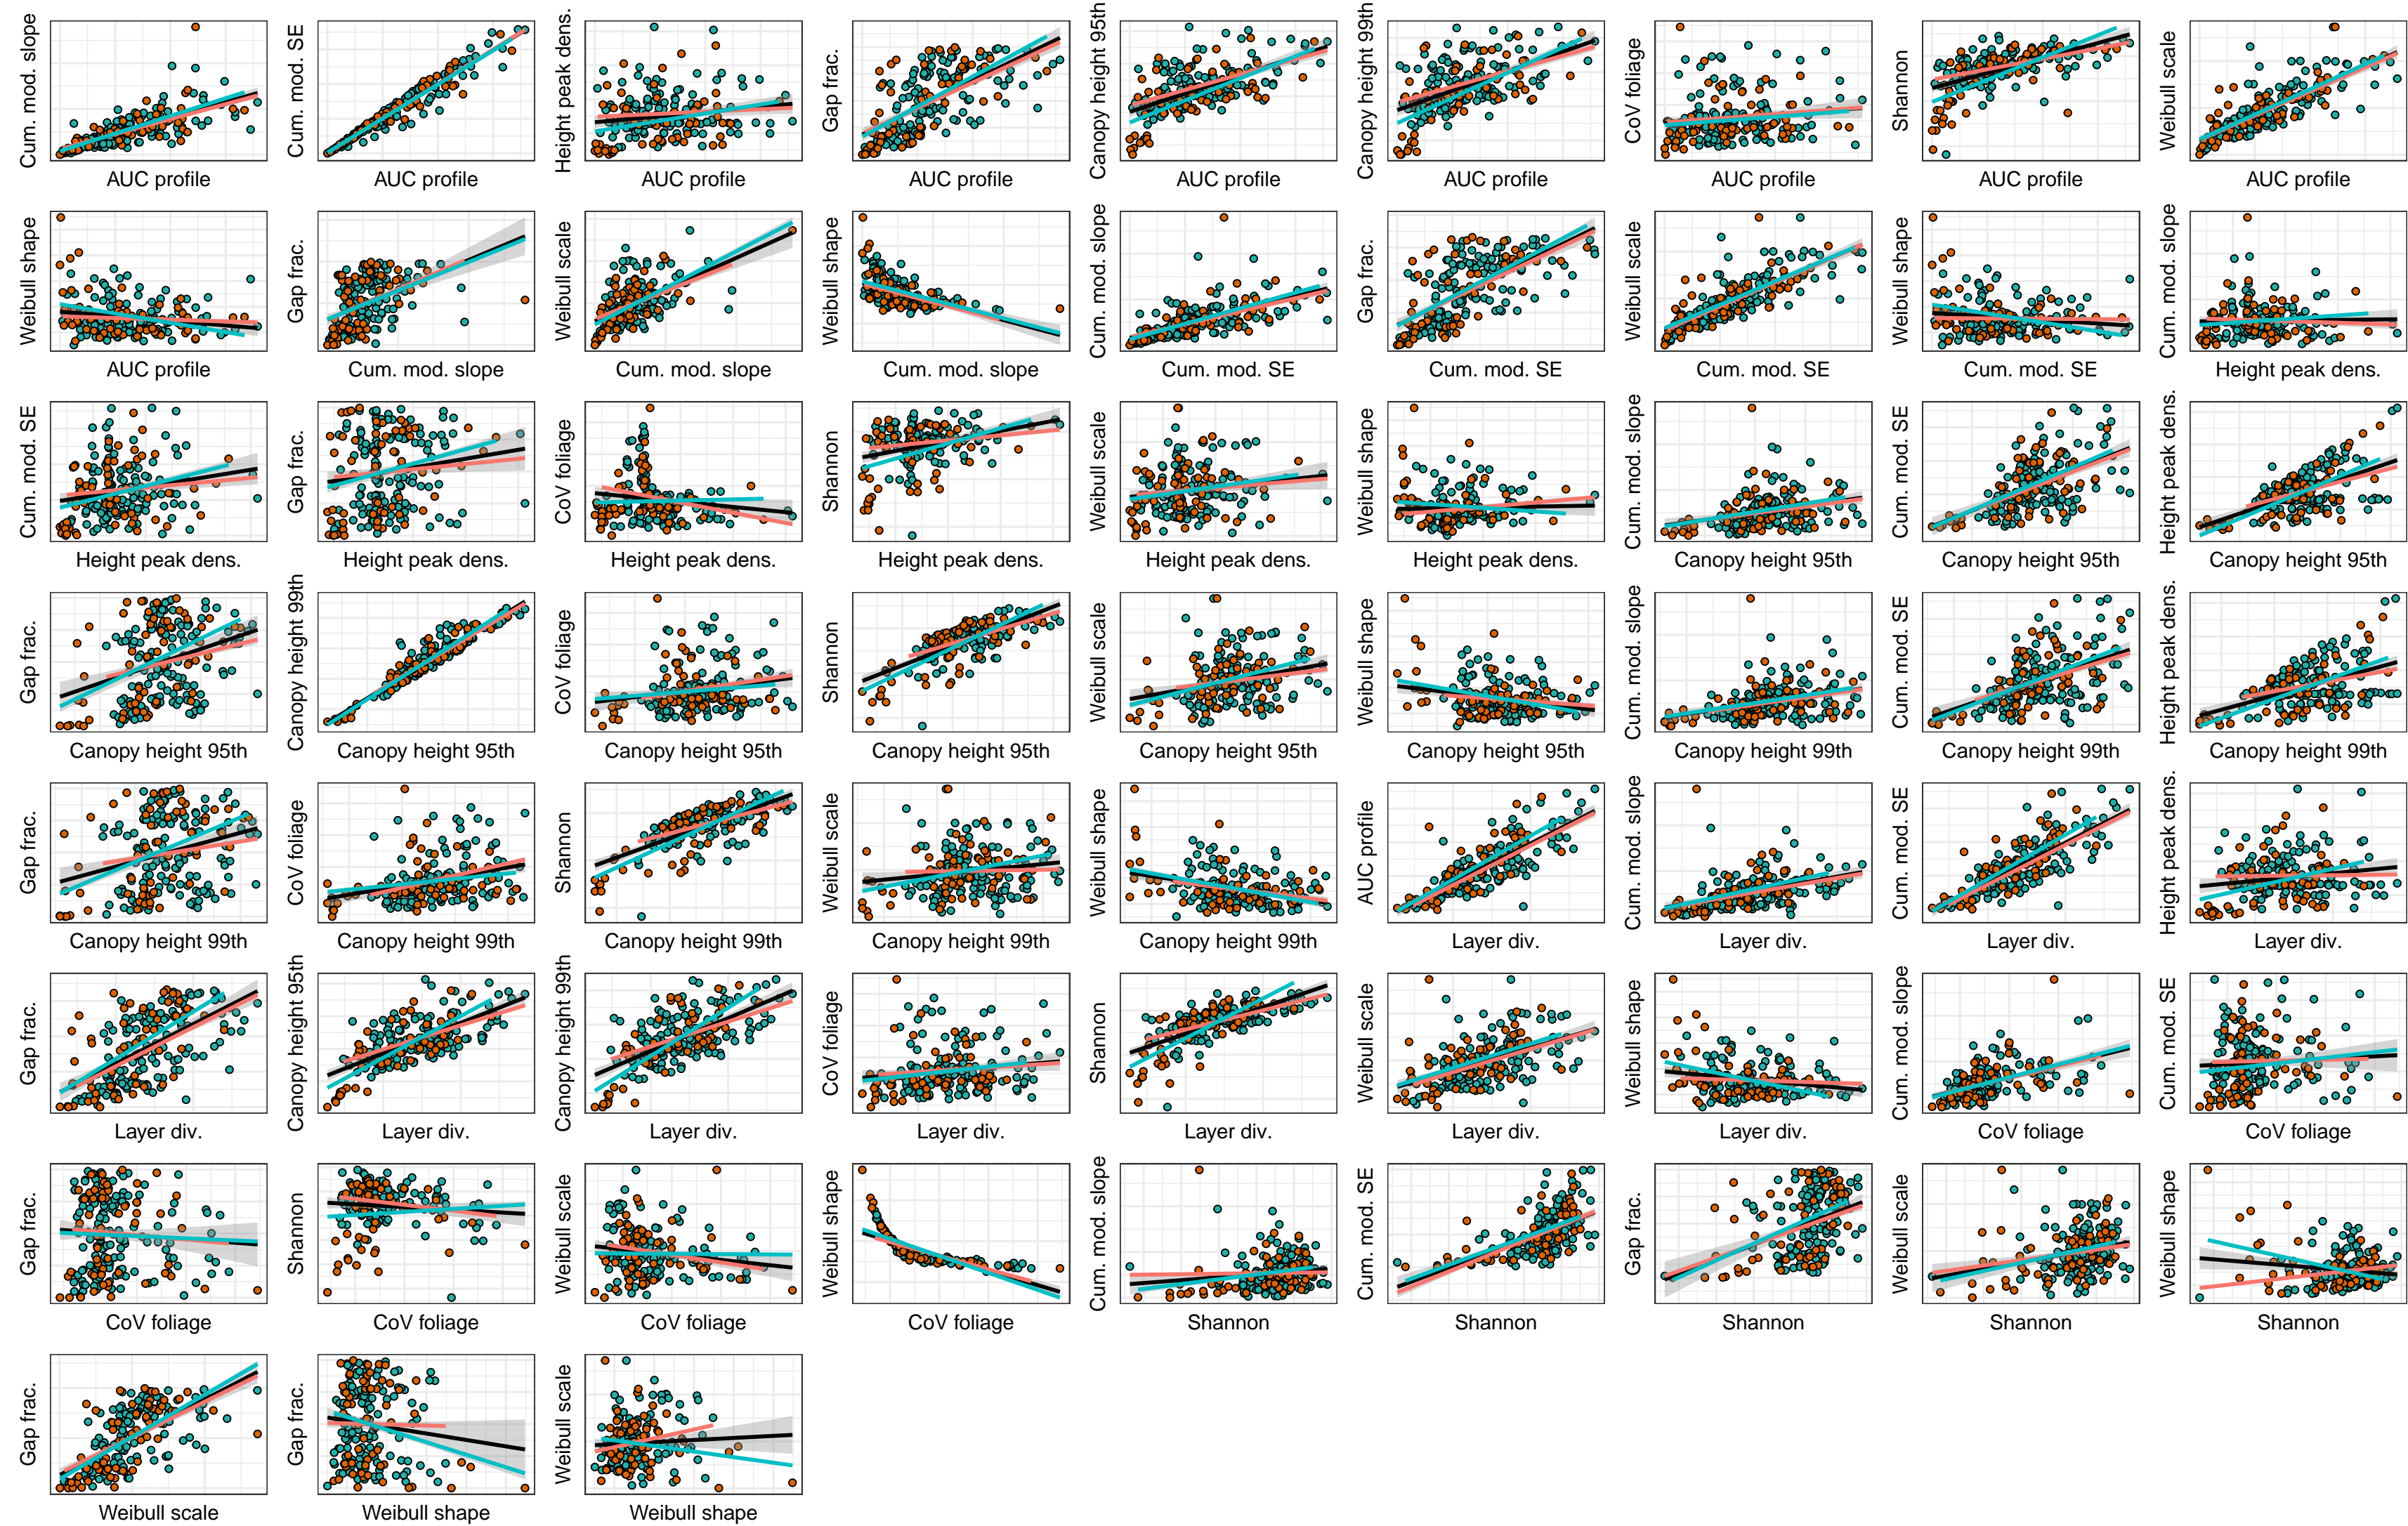 Cum. mod. slope
AUC profile
Cum. mod. SE
AUC profile
Height peak dens.
AUC profile
Gap frac.
AUC profile
Canopy height 95th
AUC profile
Canopy height 99th
AUC profile
CoV foliage
AUC profile
Shannon
AUC profile
Weibull scale
AUC profile
Weibull shape
AUC profile
Gap frac.
Cum. mod. slope
Weibull scale
Cum. mod. slope
Weibull shape
Cum. mod. slope
Cum. mod. slope
Cum. mod. SE
Gap frac.
Cum. mod. SE
Weibull scale
Cum. mod. SE
Weibull shape
Cum. mod. SE
Cum. mod. slope
Height peak dens.
Cum. mod. SE
Height peak dens.
Gap frac.
Height peak dens.
CoV foliage
Height peak dens.
Shannon
Height peak dens.
Weibull scale
Height peak dens.
Weibull shape
Height peak dens.
Cum. mod. slope
Canopy height 95th
Cum. mod. SE
Canopy height 95th
Height peak dens.
Canopy height 95th
Gap frac.
Canopy height 95th
Canopy height 99th
Canopy height 95th
CoV foliage
Canopy height 95th
Shannon
Canopy height 95th
Weibull scale
Canopy height 95th
Weibull shape
Canopy height 95th
Cum. mod. slope
Canopy height 99th
Cum. mod. SE
Canopy height 99th
Height peak dens.
Canopy height 99th
Gap frac.
Canopy height 99th
CoV foliage
Canopy height 99th
Shannon
Canopy height 99th
Weibull scale
Canopy height 99th
Weibull shape
Canopy height 99th
AUC profile
Layer div.
Cum. mod. slope
Layer div.
Cum. mod. SE
Layer div.
Height peak dens.
Layer div.
Gap frac.
Layer div.
Canopy height 95th
Layer div.
Canopy height 99th
Layer div.
CoV foliage
Layer div.
Shannon
Layer div.
Weibull scale
Layer div.
Weibull shape
Layer div.
Cum. mod. slope
CoV foliage
Cum. mod. SE
CoV foliage
Gap frac.
CoV foliage
Shannon
CoV foliage
Weibull scale
CoV foliage
Weibull shape
CoV foliage
Cum. mod. slope
Shannon
Cum. mod. SE
Shannon
Gap frac.
Shannon
Weibull scale
Shannon
Weibull shape
Shannon
Gap frac.
Weibull scale
Gap frac.
Weibull shape
Weibull scale
Weibull shape